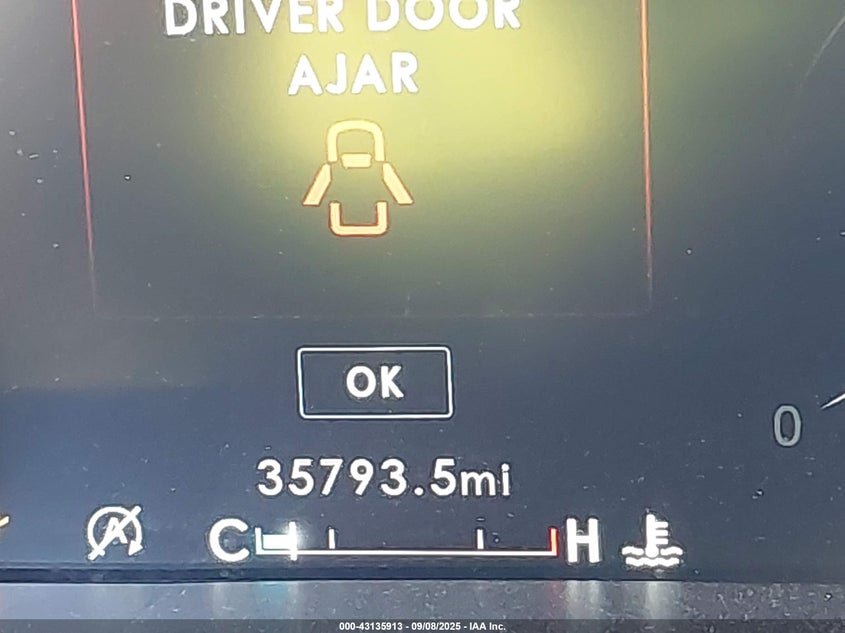 DRIVER DOOR
AJAR
OK
0
35793.5mi
A
C H
000-43135913 - 09/08/2025 - IAA Inc.